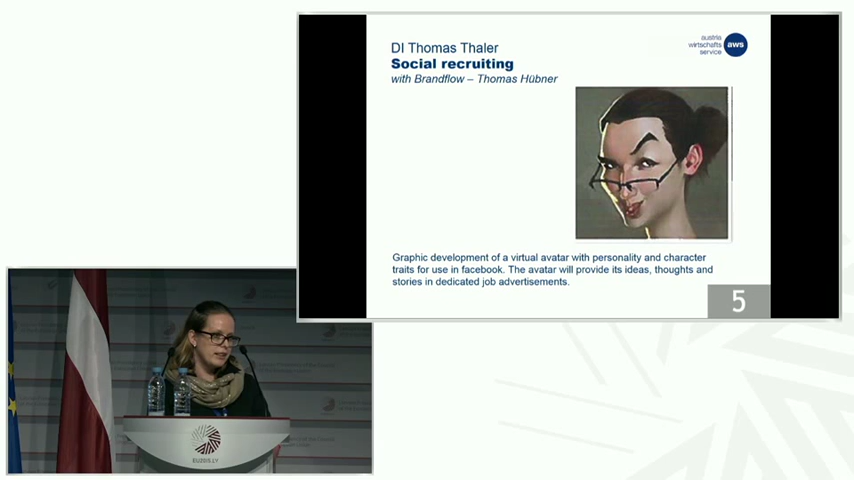 DI Thomas Thaler
Social recruiting
with Brandflow – Thomas Hübner
austria
wirtschafts
service
aws
Graphic development of a virtual avatar with personality and character
traits for use in facebook. The avatar will provide its ideas, thoughts and
stories in dedicated job advertisements.
5
EU2015.LV